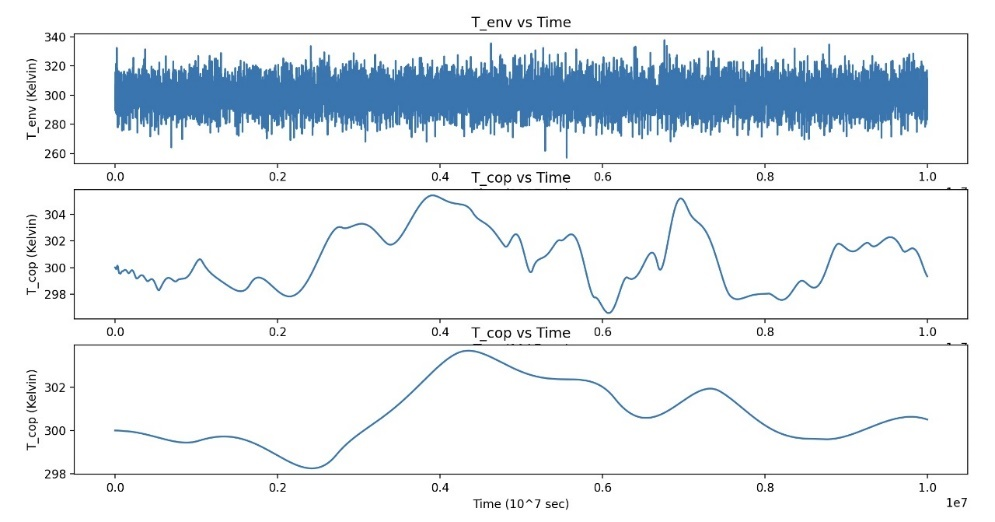 T_env vs Time
T_env (Kelvin)
340
320
300
280
260
0.0 0.2 0.4 0.6 0.8 1.0
T_cop vs Time
T_cop (Kelvin)
304
302
300
298
0.0 0.2 0.4 0.6 0.8 1.0
T_cop vs Time
T_cop (Kelvin)
302
300
298
0.0 0.2 0.4 0.6 0.8 1.0
Time (10^7 sec)
1e7